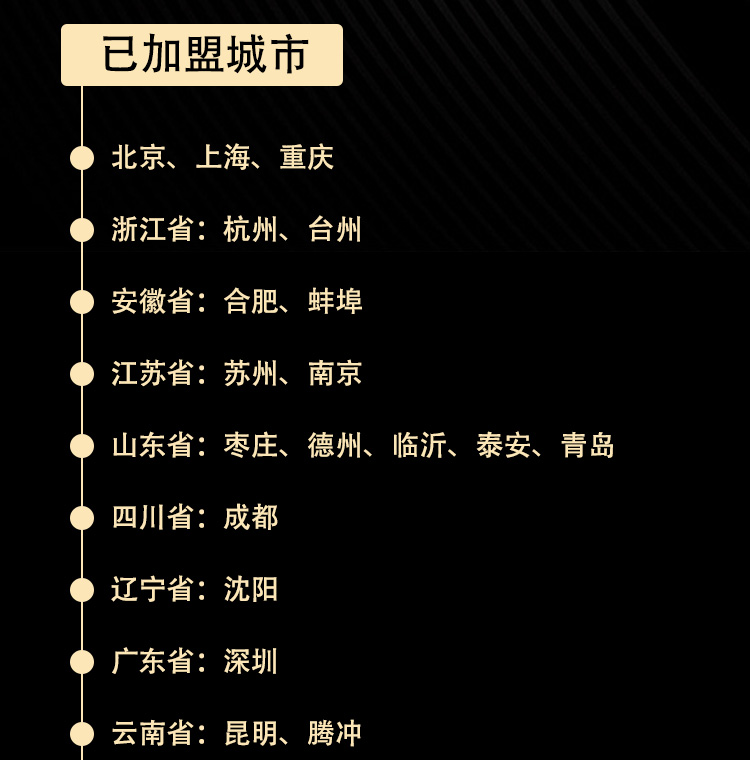 已加盟城市
北京、上海、重庆
浙江省：杭州、台州
安徽省：合肥、蚌埠
江苏省：苏州、南京
山东省：枣庄、德州、临沂、泰安、青岛
四川省：成都
辽宁省：沈阳
广东省：深圳
云南省：昆明、腾冲